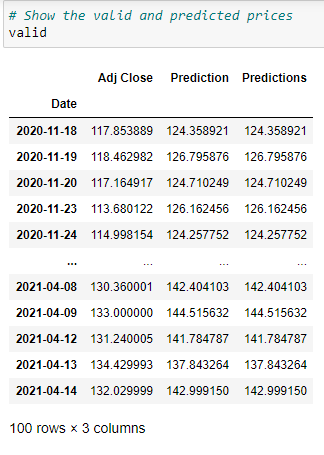 # Show the valid and predicted prices
valid
Adj Close Prediction Predictions
Date
2020-11-18 117.853889 124.358921 124.358921
2020-11-19 118.462982 126.795876 126.795876
2020-11-20 117.164917 124.710249 124.710249
2020-11-23 113.680122 126.162456 126.162456
2020-11-24 114.998154 124.257752 124.257752
... ... ... ...
2021-04-08 130.360001 142.404103 142.404103
2021-04-09 133.000000 144.515632 144.515632
2021-04-12 131.240005 141.784787 141.784787
2021-04-13 134.429993 137.843264 137.843264
2021-04-14 132.029999 142.999150 142.999150
100 rows × 3 columns